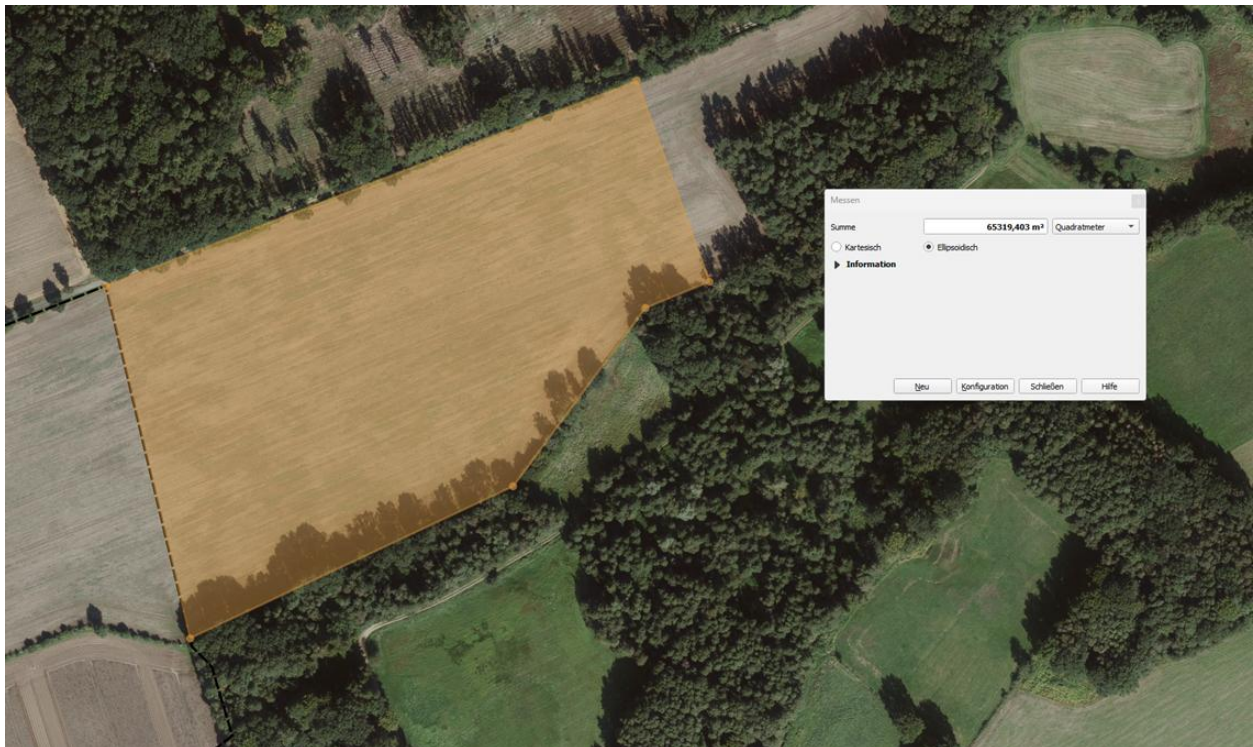 Messen
Summe 65319,403 m² Quadratmeter
Kartesisch Ellipsoidisch
Information
Neu Konfiguration Schließen Hilfe